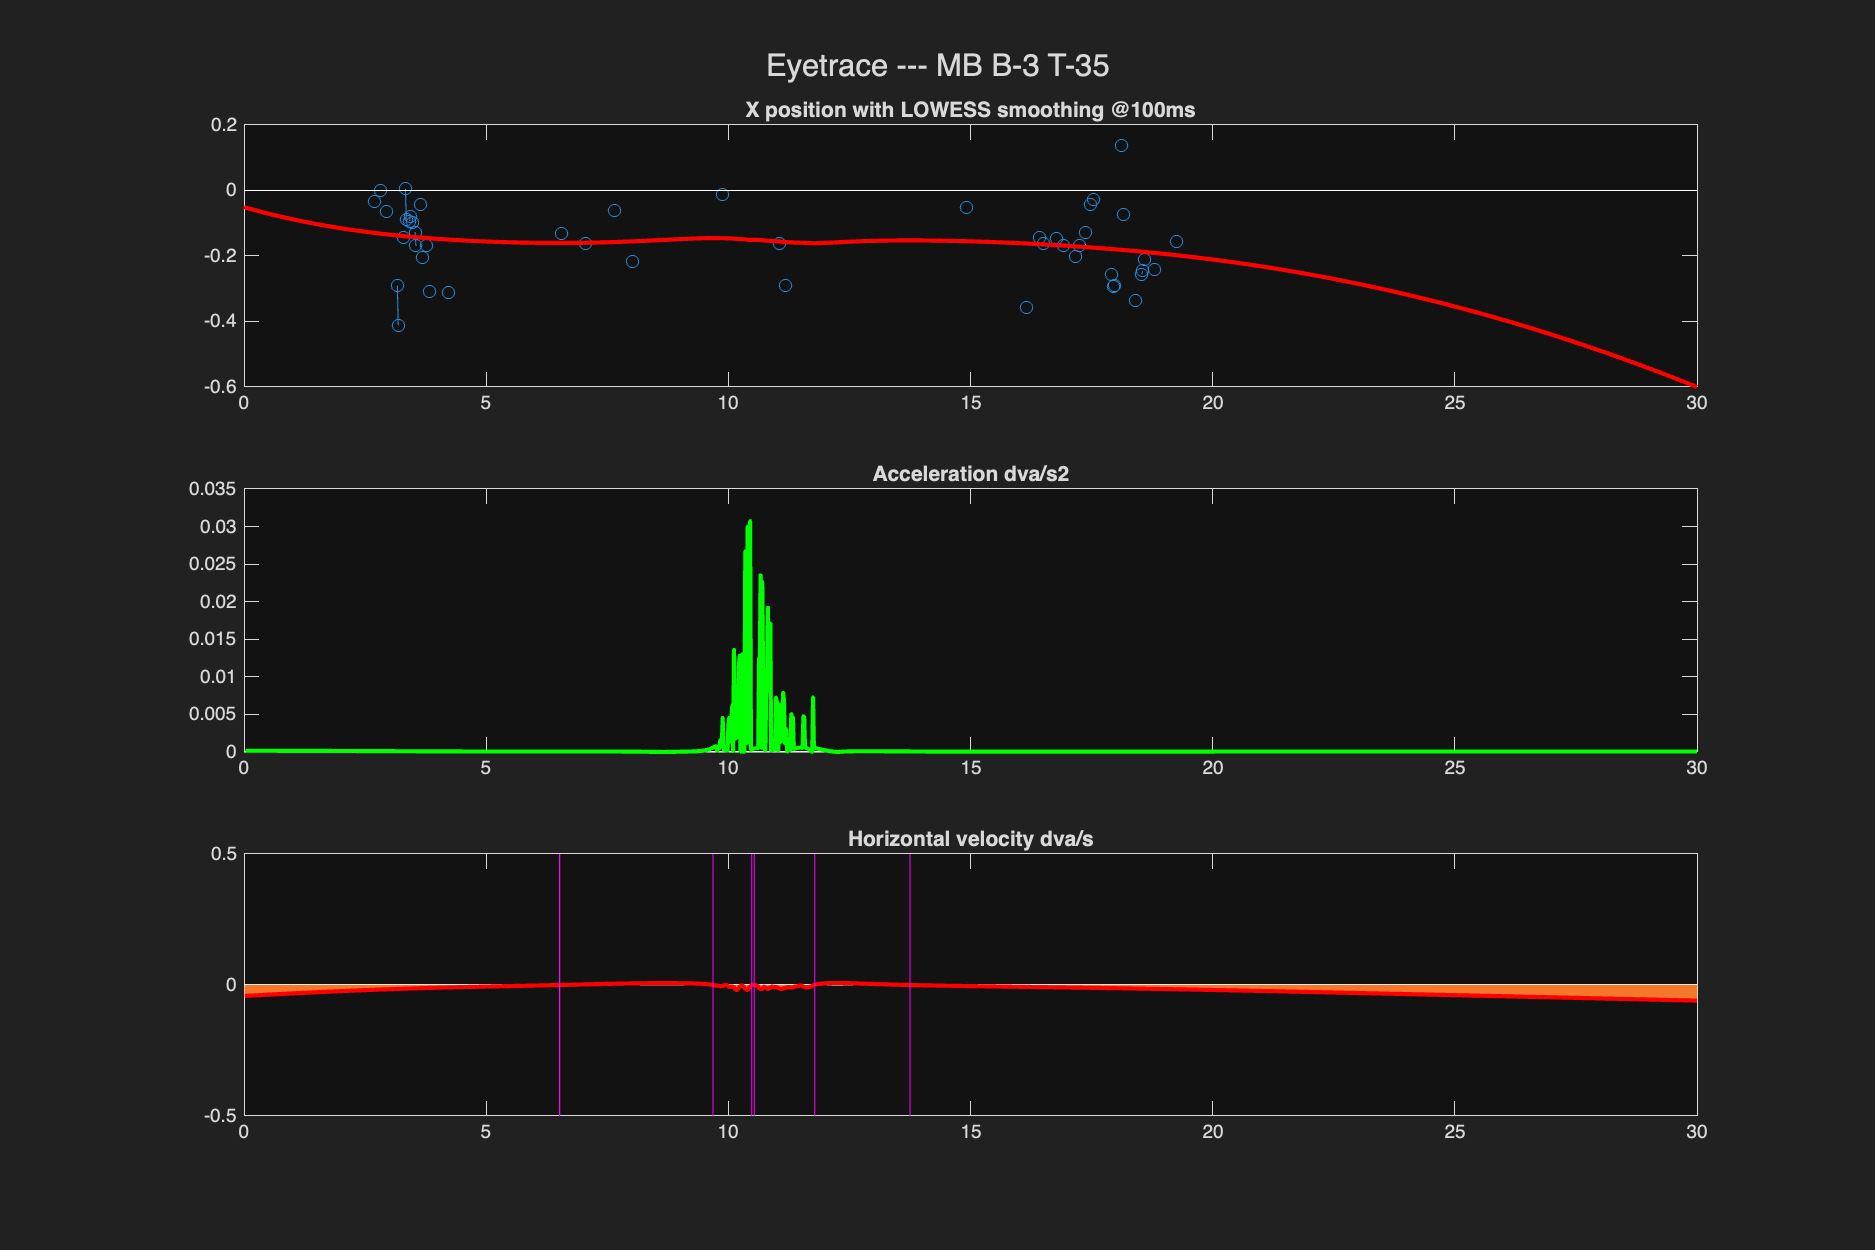 Eyetrace --- MB B-3 T-35
X position with LOWESS smoothing @100ms
0.2
0
-0.2
-0.4
-0.6
0 5 10 15 20 25 30
Acceleration dva/s2
0.035
0.03
0.025
0.02
0.015
0.01
0.005
0
0 5 10 15 20 25 30
Horizontal velocity dva/s
0.5
0
-0.5
0 5 10 15 20 25 30